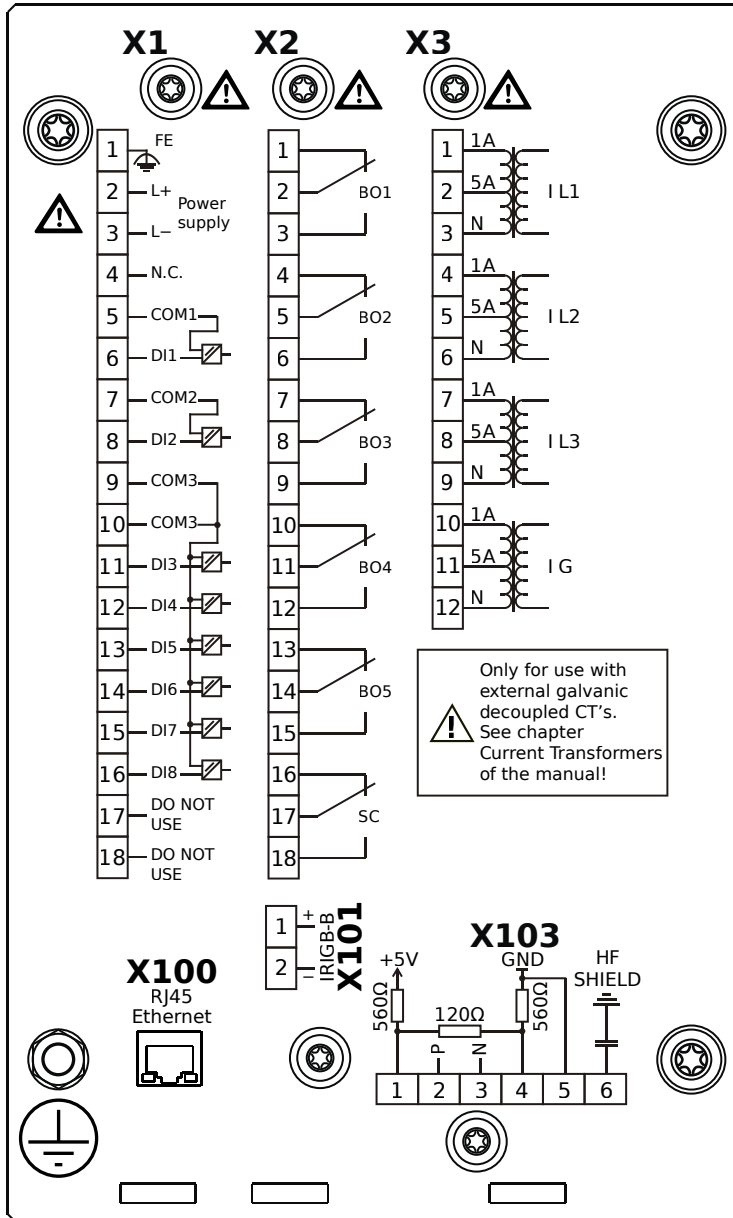 X1 X2 X3
1 FE
2 L+
Power
supply
3 L−
4 N.C.
5 COM1
6 DI1
7 COM2
8 DI2
9 COM3
10 COM3
11 DI3
12 DI4
13 DI5
14 DI6
15 DI7
16 DI8
17 DO NOT
USE
18 DO NOT
USE
1
2 BO1
3
4
5 BO2
6
7
8 BO3
9
10
11 BO4
12
13
14 BO5
15
16
17 SC
18
1 1A
2 5A I L1
3 N
4 1A
5 5A I L2
6 N
7 1A
8 5A I L3
9 N
10 1A
11 5A I G
12 N
Only for use with
external galvanic
decoupled CT's.
See chapter
Current Transformers
of the manual!
1 +
2 −
IRIGB-B
X101
X100
RJ45
Ethernet
X103
+5V GND HF
SHIELD
560Ω 120Ω 560Ω
P N
1 2 3 4 5 6